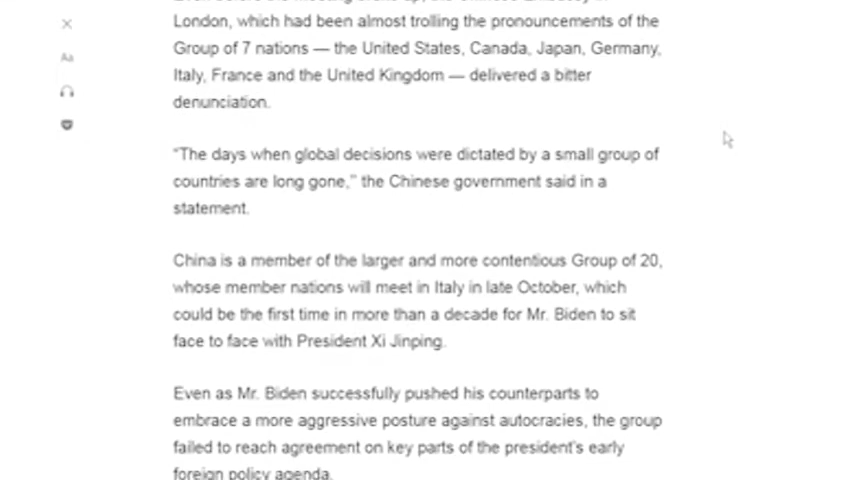 London, which had been almost trolling the pronouncements of the
Group of 7 nations — the United States, Canada, Japan, Germany,
Italy, France and the United Kingdom — delivered a bitter
denunciation.
“The days when global decisions were dictated by a small group of
countries are long gone,” the Chinese government said in a
statement.
China is a member of the larger and more contentious Group of 20,
whose member nations will meet in Italy in late October, which
could be the first time in more than a decade for Mr. Biden to sit
face to face with President Xi Jinping.
Even as Mr. Biden successfully pushed his counterparts to
embrace a more aggressive posture against autocracies, the group
failed to reach agreement on key parts of the president's early
foreign policy agenda.
Aa